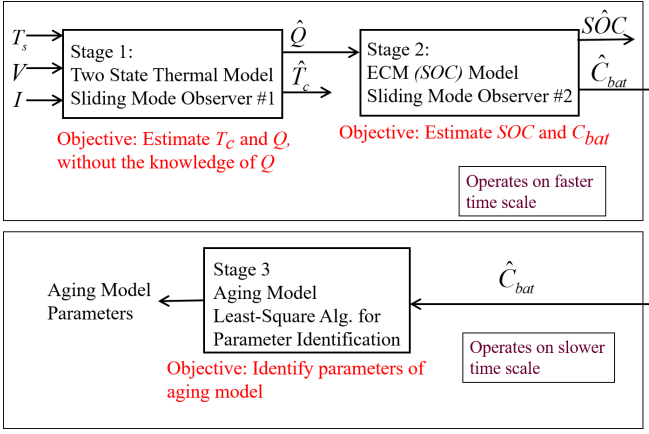 T_s
V
I
Stage 1:
Two State Thermal Model
Sliding Mode Observer #1
Q̂
T̂_c
Objective: Estimate T_c and Q,
without the knowledge of Q
Stage 2:
ECM (SOC) Model
Sliding Mode Observer #2
SÔC
Ĉ_bat
Objective: Estimate SOC and C_bat
Operates on faster
time scale
Stage 3
Aging Model
Least-Square Alg. for
Parameter Identification
Aging Model
Parameters
Ĉ_bat
Objective: Identify parameters of
aging model
Operates on slower
time scale